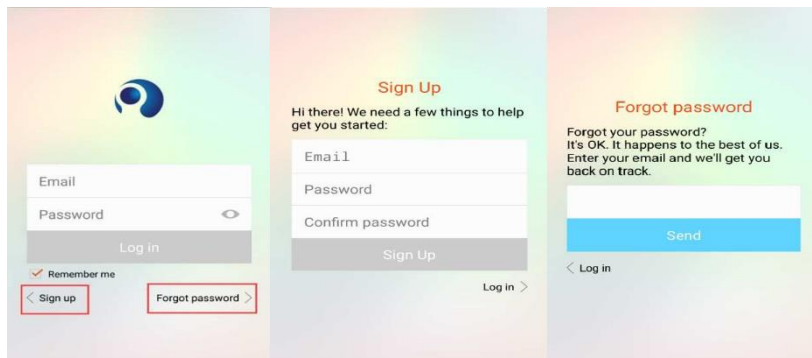 Email
Password
Log in
Remember me
Sign up
Forgot password
Sign Up
Hi there! We need a few things to help
get you started:
Email
Password
Confirm password
Sign Up
Log in
Forgot password
Forgot your password?
It's OK. It happens to the best of us.
Enter your email and we'll get you
back on track.
Send
Log in